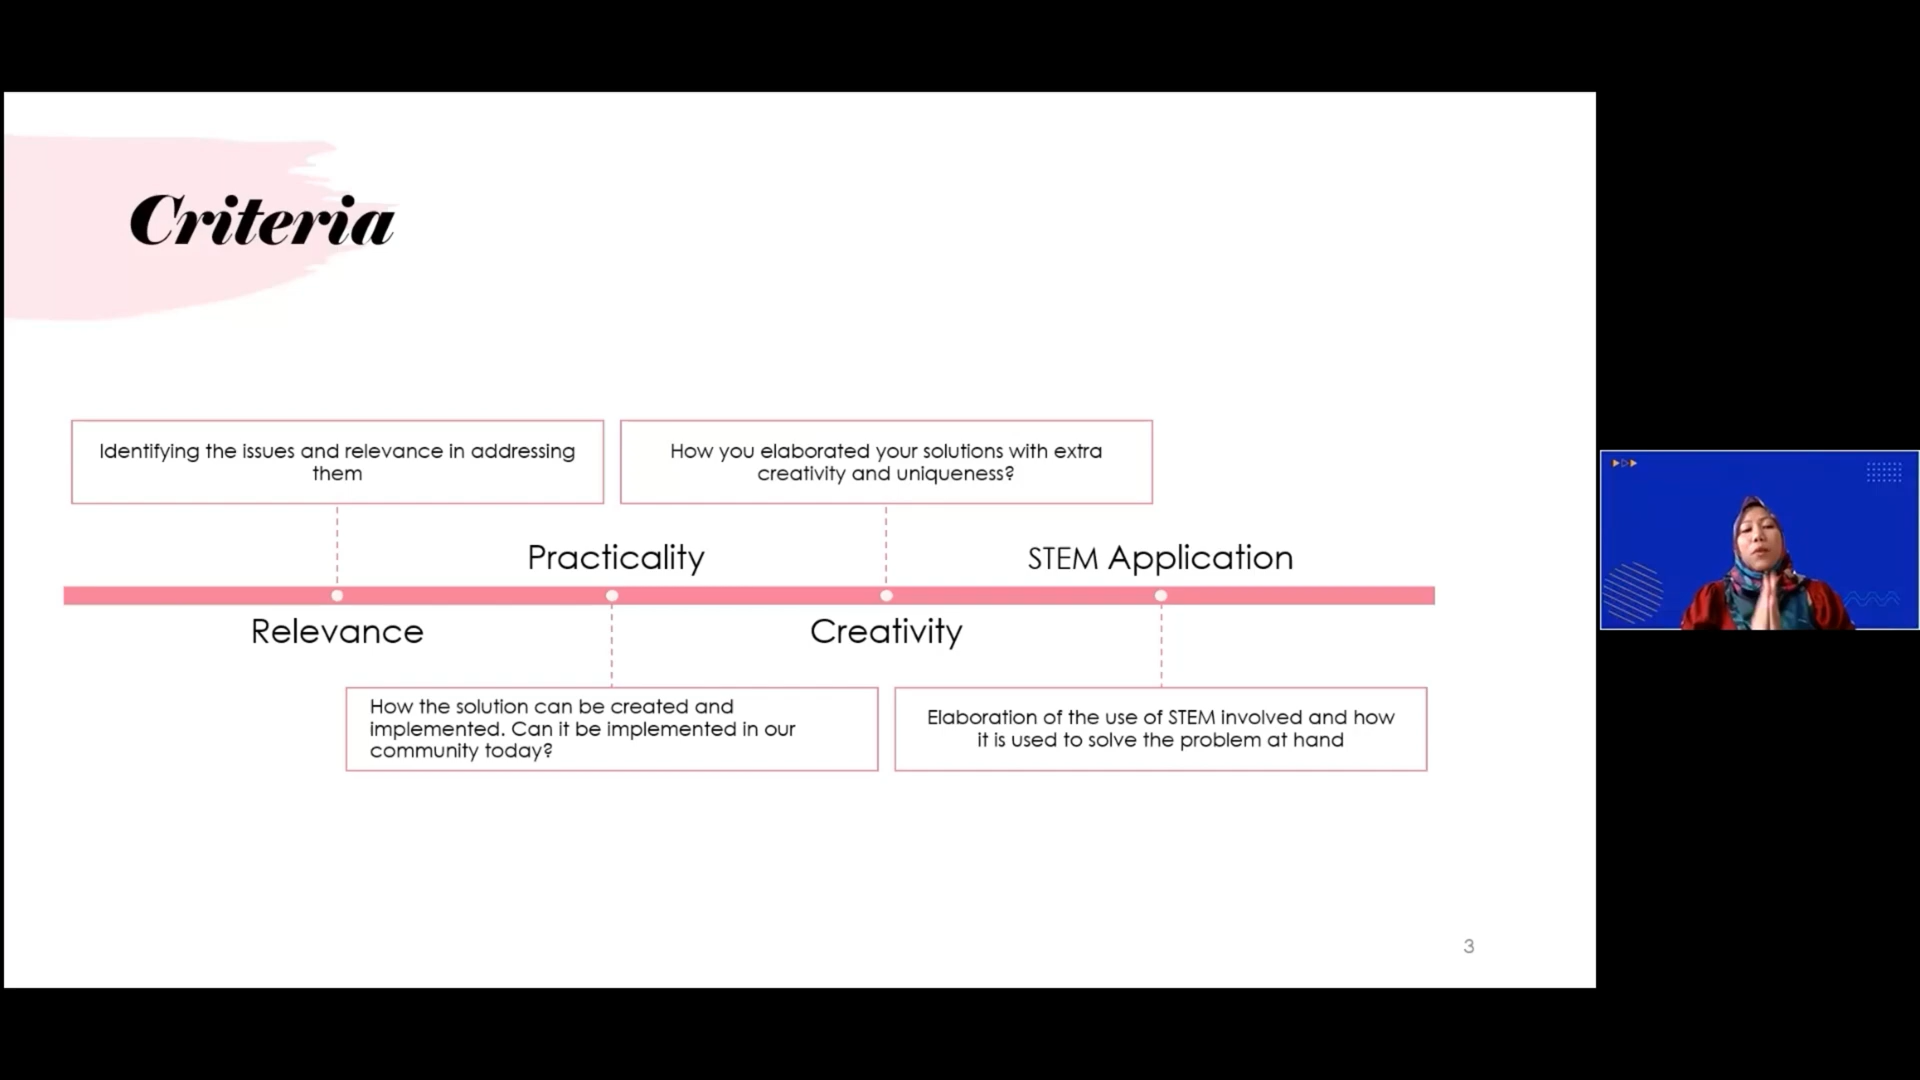 Criteria
Identifying the issues and relevance in addressing
them
How you elaborated your solutions with extra
creativity and uniqueness?
Practicality
STEM Application
Relevance
Creativity
How the solution can be created and
implemented. Can it be implemented in our
community today?
Elaboration of the use of STEM involved and how
it is used to solve the problem at hand
3